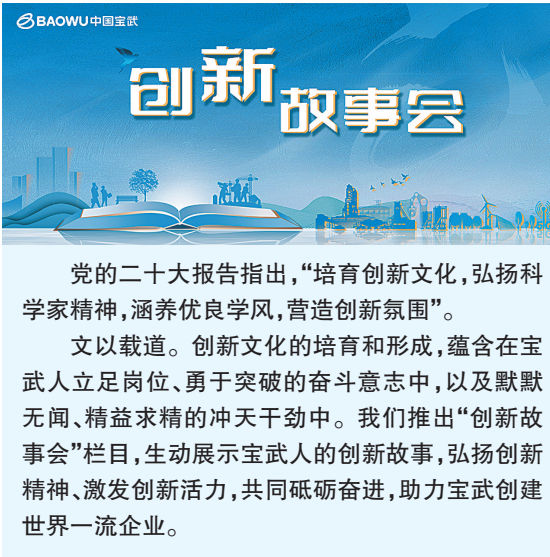 BAOWU中国宝武
创新
故事会
党的二十大报告指出,“培育创新文化,弘扬科
学家精神,涵养优良学风,营造创新氛围”。
文以载道。创新文化的培育和形成,蕴含在宝
武人立足岗位、勇于突破的奋斗意志中,以及默默
无闻、精益求精的冲天干劲中。我们推出“创新故
事会”栏目,生动展示宝武人的创新故事,弘扬创新
精神、激发创新活力,共同砥砺奋进,助力宝武创建
世界一流企业。